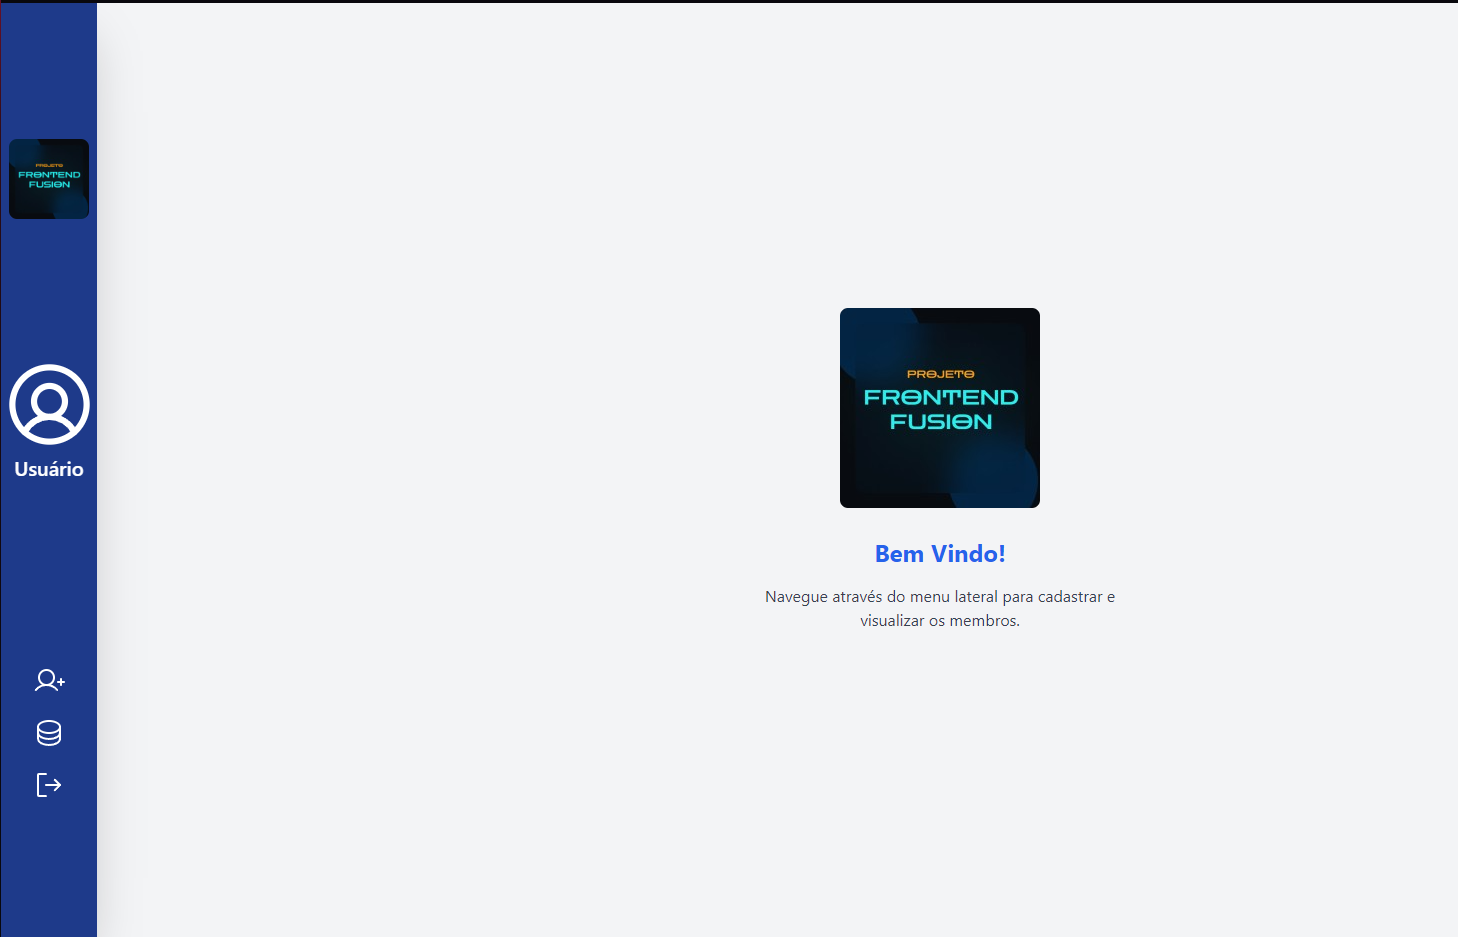 PROJETO
FRONTEND
FUSION
Usuário
PROJETO
FRONTEND
FUSION
Bem Vindo!
Navegue através do menu lateral para cadastrar e
visualizar os membros.